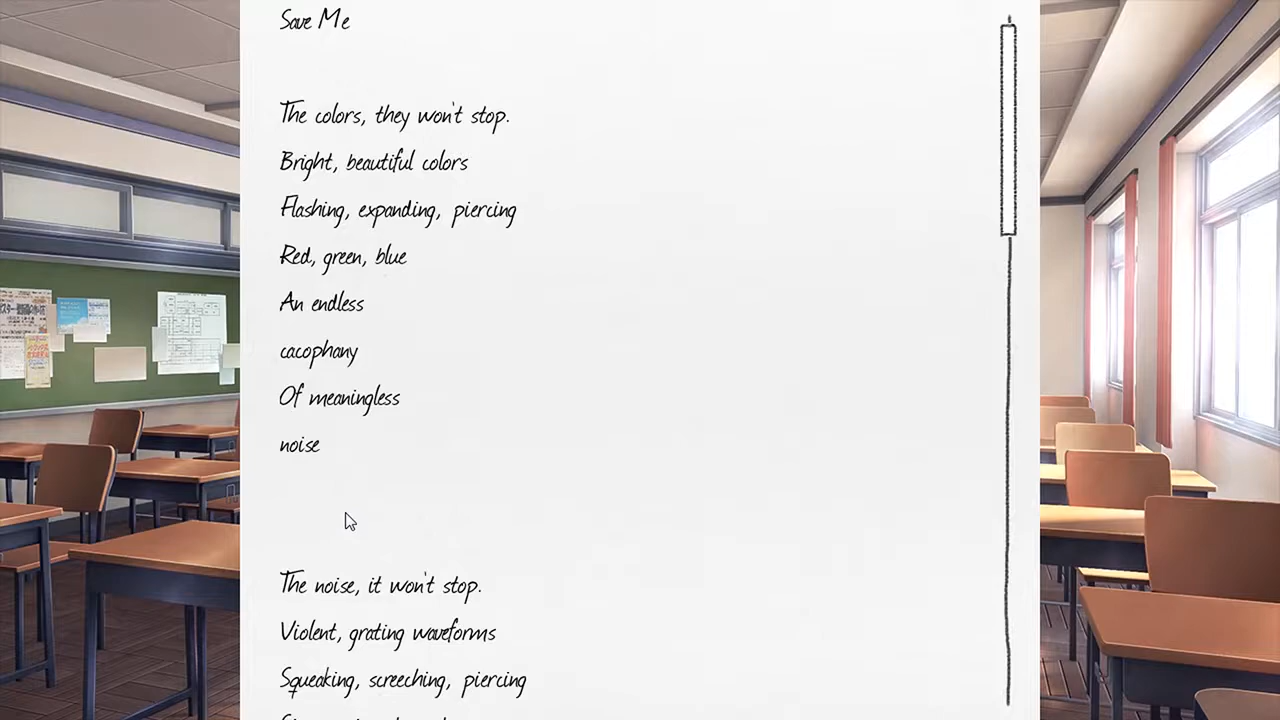 Save Me
The colors, they won't stop.
Bright, beautiful colors
Flashing, expanding, piercing
Red, green, blue
An endless
cacophany
Of meaningless
noise
The noise, it won't stop.
Violent, grating waveforms
Squeaking, screeching, piercing